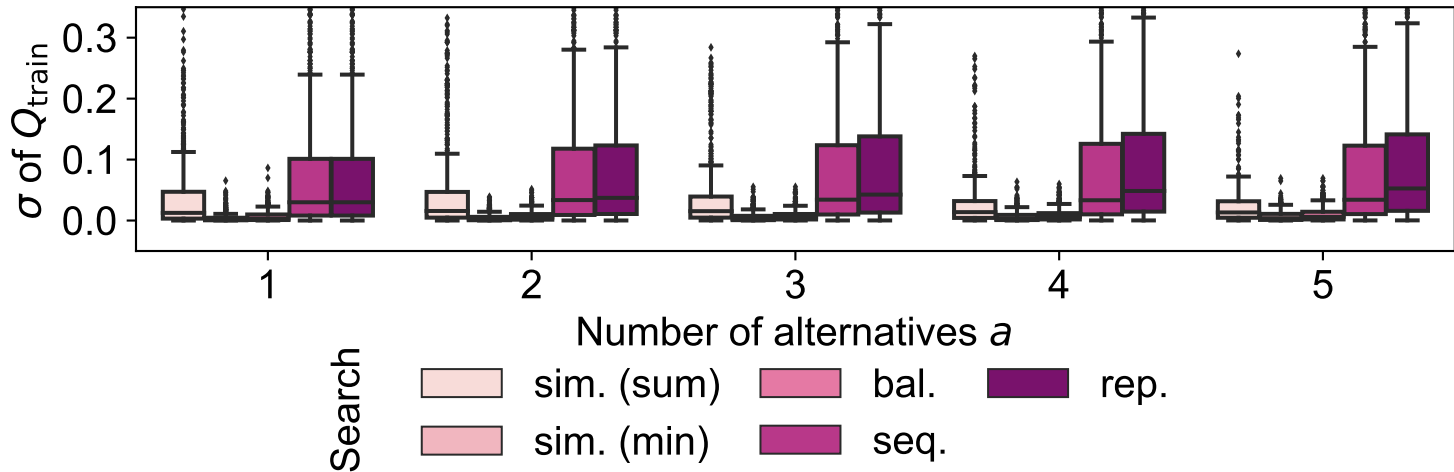 σ of Qtrain
0.3
0.2
0.1
0.0
1 2 3 4 5
Number of alternatives a
Search
sim. (sum) bal. rep.
sim. (min) seq.